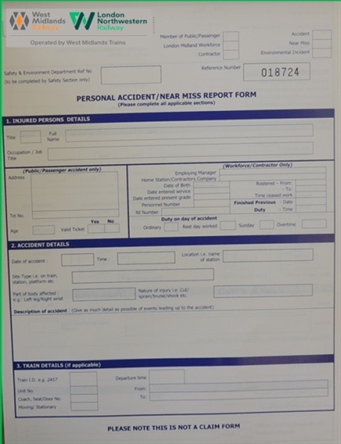 West Midlands Railway
London Northwestern Railway
Operated by West Midlands Trains
Member of Public/Passenger
London Midland Workforce
Contractor
Accident
Near Miss
Environmental Incident
Safety & Environment Department Ref No
(to be completed by Safety Section only)
Reference Number 018724
PERSONAL ACCIDENT/NEAR MISS REPORT FORM
(Please complete all applicable sections)
1. INJURED PERSONS DETAILS
Title Full Name
Occupation / Job Title
(Public/Passenger accident only)
Address
Tel No.
Yes No
Age Valid Ticket
(Workforce/Contractor Only)
Employing Manager
Home Station(Contractors) Company
Date of Birth
Date entered service
Date entered present grade
Personnel Number
NI Number
Rostered - From:
- To:
Time ceased work
Finished Previous - Date
Duty - Time
Duty on day of accident
Ordinary Rest day worked Sunday Overtime
2. ACCIDENT DETAILS
Date of accident Time Location i.e. name of station
Site Type i.e. on train, station, platform etc.
Part of body affected e.g.: Left leg/Right wrist
Nature of injury i.e. Cut/sprain/bruise/shock etc.
Description of accident (Give as much detail as possible of events leading up to the accident)
3. TRAIN DETAILS (if applicable)
Train I.D. e.g. 2A57 Departure time
Unit No. From:
Coach, Seat/Door No. To:
Moving/ Stationary
PLEASE NOTE THIS IS NOT A CLAIM FORM